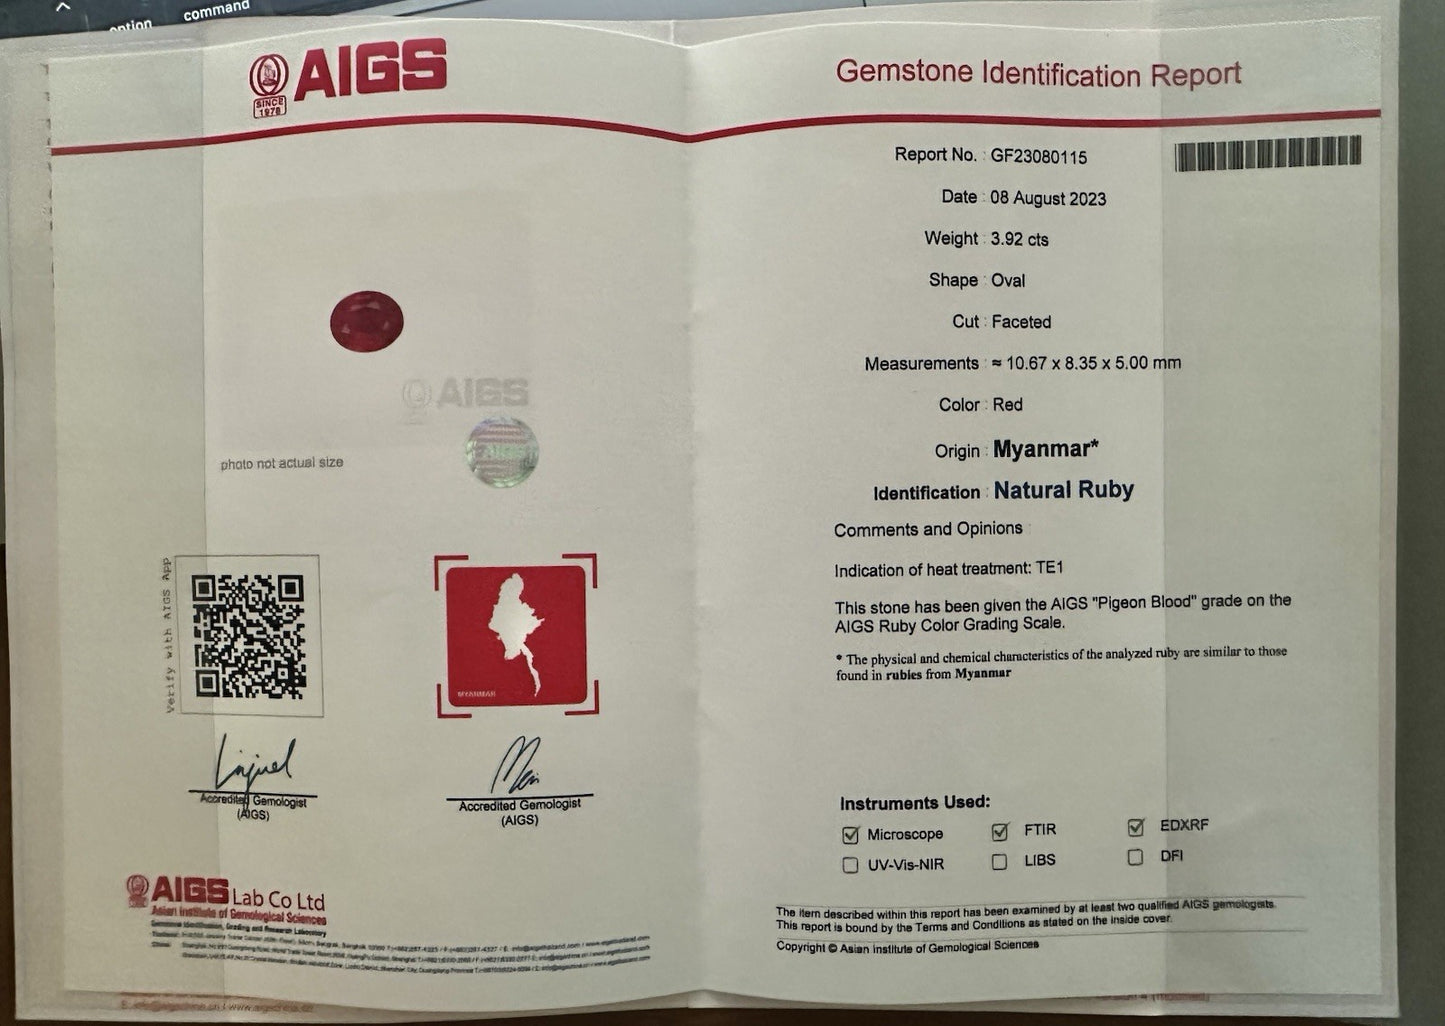 command
option
AIGS
SINCE
1978
Gemstone Identification Report
Report No. : GF23080115
Date : 08 August 2023
Weight : 3.92 cts
Shape : Oval
Cut : Faceted
Measurements : ≈ 10.67 x 8.35 x 5.00 mm
Color : Red
Origin : Myanmar*
Identification : Natural Ruby
Comments and Opinions
Indication of heat treatment: TE1
This stone has been given the AIGS "Pigeon Blood" grade on the
AIGS Ruby Color Grading Scale.
* The physical and chemical characteristics of the analyzed ruby are similar to those
found in rubies from Myanmar
AIGS
photo not actual size
Verify with AIGS App
MYANMAR
Accredited Gemologist
(AIGS)
Accredited Gemologist
(AIGS)
Instruments Used:
Microscope
FTIR
EDXRF
UV-Vis-NIR
LIBS
DFI
AIGS Lab Co Ltd
Asian Institute of Gemological Sciences
Gemstone Identification, Grading and Research Laboratory
The item described within this report has been examined by at least two qualified AIGS gemologists.
This report is bound by the Terms and Conditions as stated on the inside cover.
Copyright © Asian Institute of Gemological Sciences